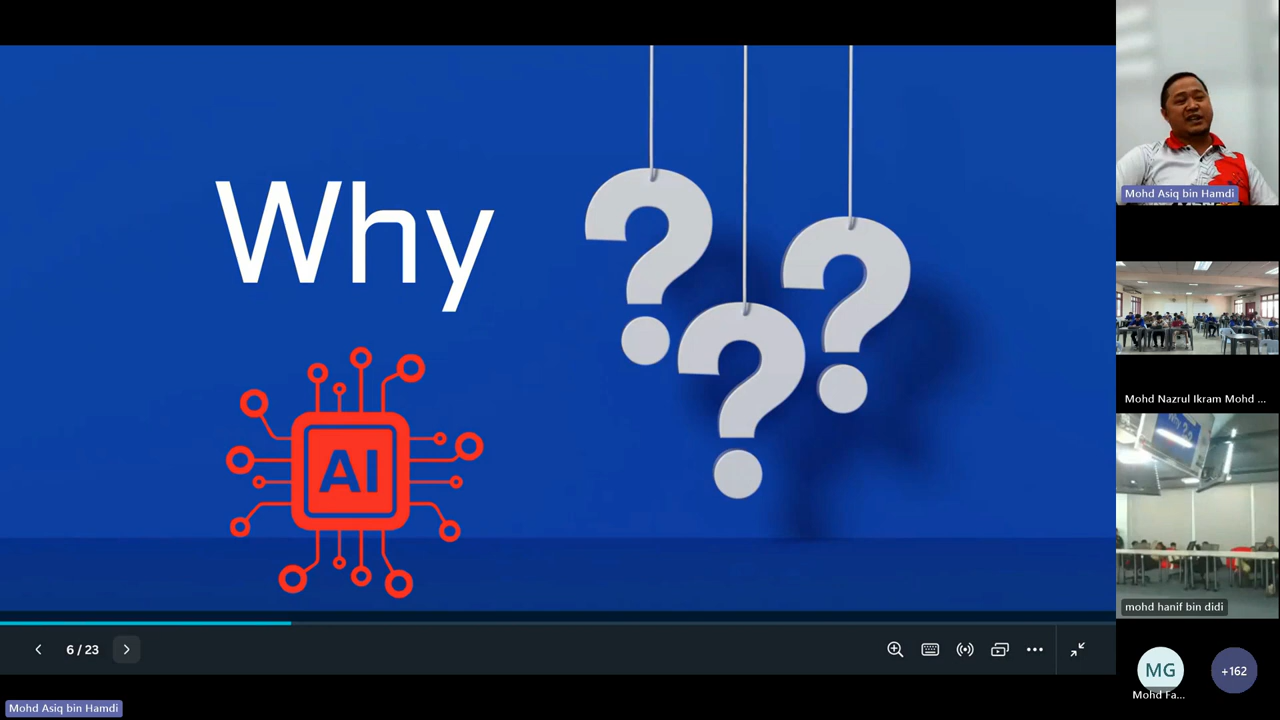 Why
AI
6 / 23
Mohd Asiq bin Hamdi
Mohd Asiq bin Hamdi
Mohd Nazrul Ikram Mohd ...
mohd hanif bin didi
MG
Mohd Fa...
+162